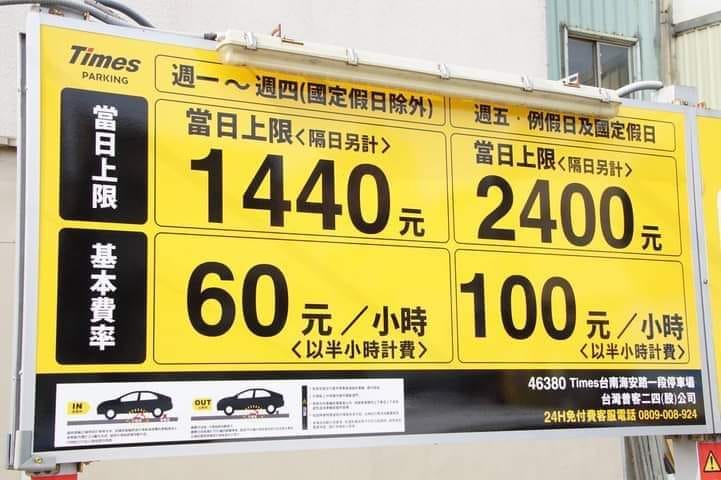 Times
PARKING
週一～週四(國定假日除外)
週五．例假日及國定假日
當日上限
當日上限<隔日另計>
1440元
當日上限<隔日另計>
2400元
基本費率
60元／小時
<以半小時計費>
100元／小時
<以半小時計費>
IN
OUT
46380 Times台南海安路一段停車場
台灣普客二四(股)公司
24H免付費客服電話 0809-008-924